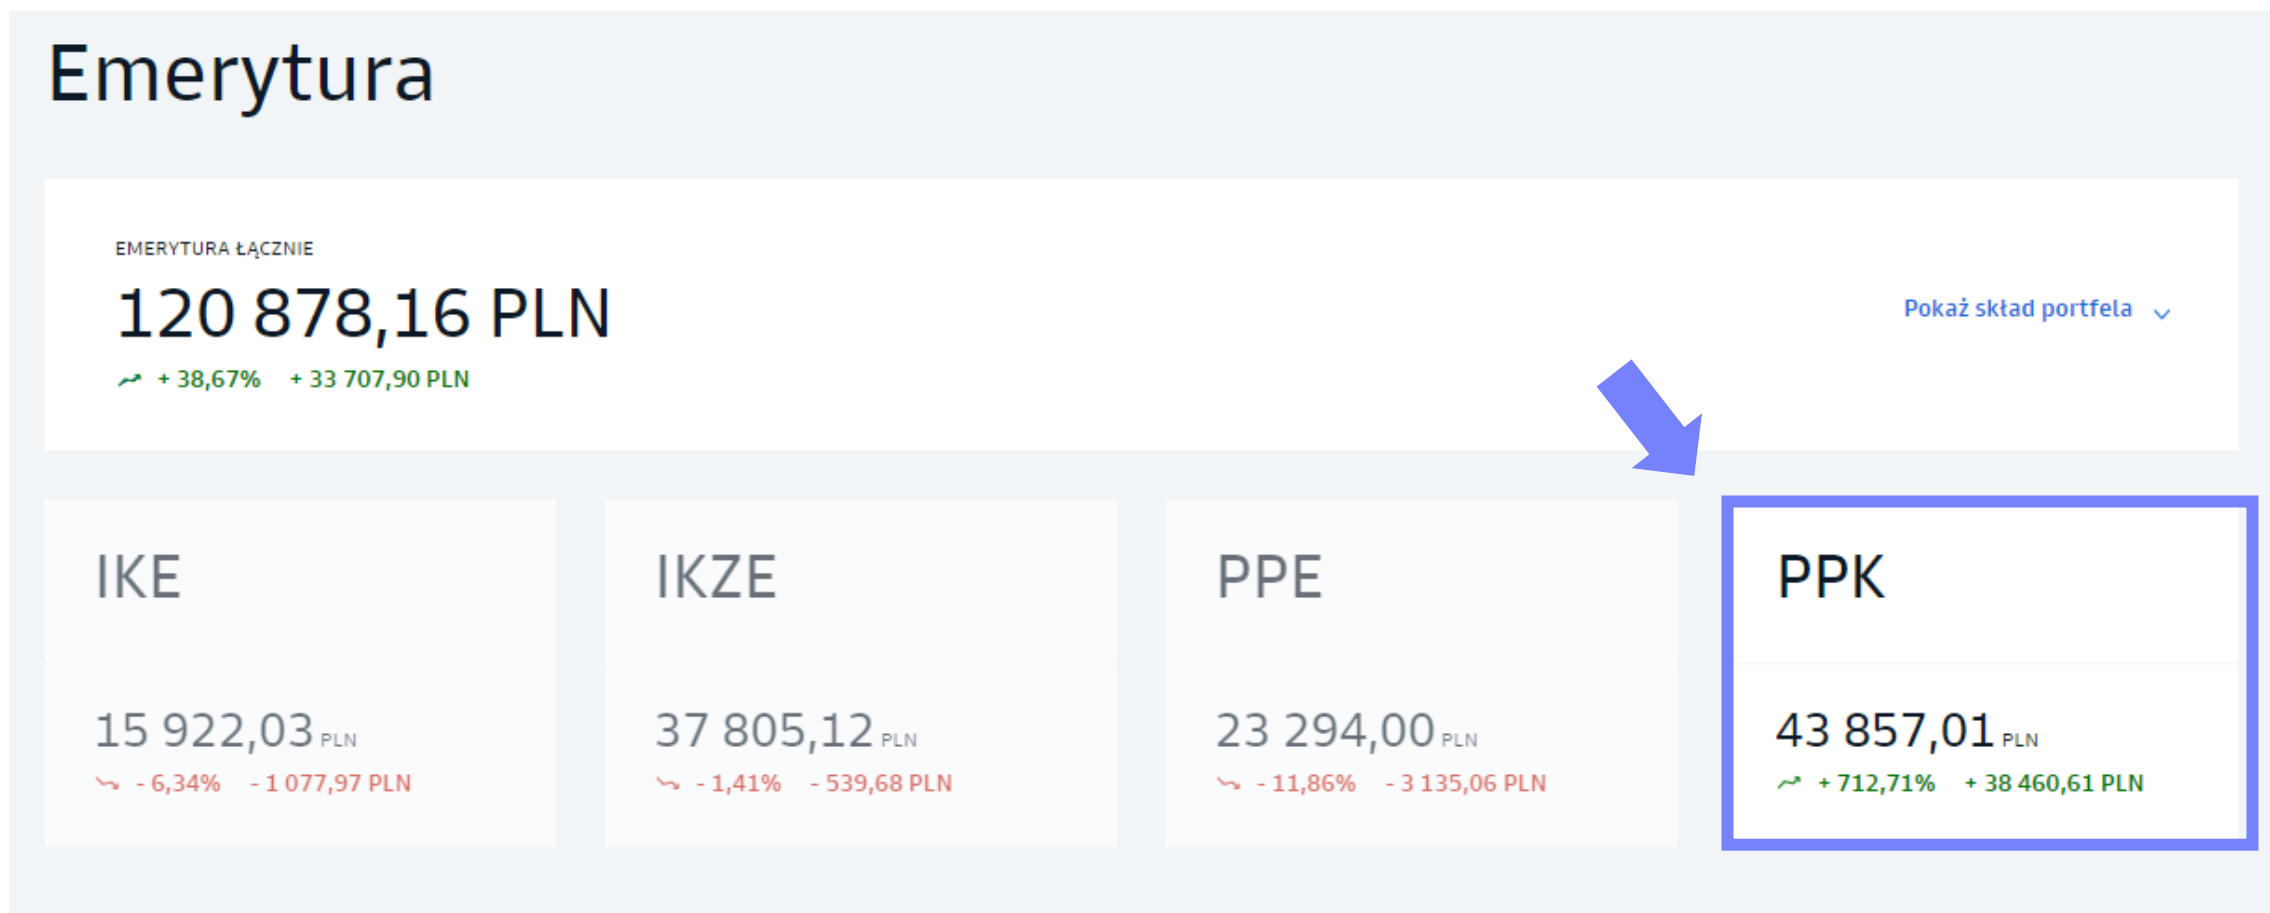 Emerytura
EMERYTURA ŁĄCZNIE
120 878,16 PLN
+ 38,67% + 33 707,90 PLN
Pokaż skład portfela
IKE
15 922,03 PLN
- 6,34% - 1 077,97 PLN
IKZE
37 805,12 PLN
- 1,41% - 539,68 PLN
PPE
23 294,00 PLN
- 11,86% - 3 135,06 PLN
PPK
43 857,01 PLN
+ 712,71% + 38 460,61 PLN